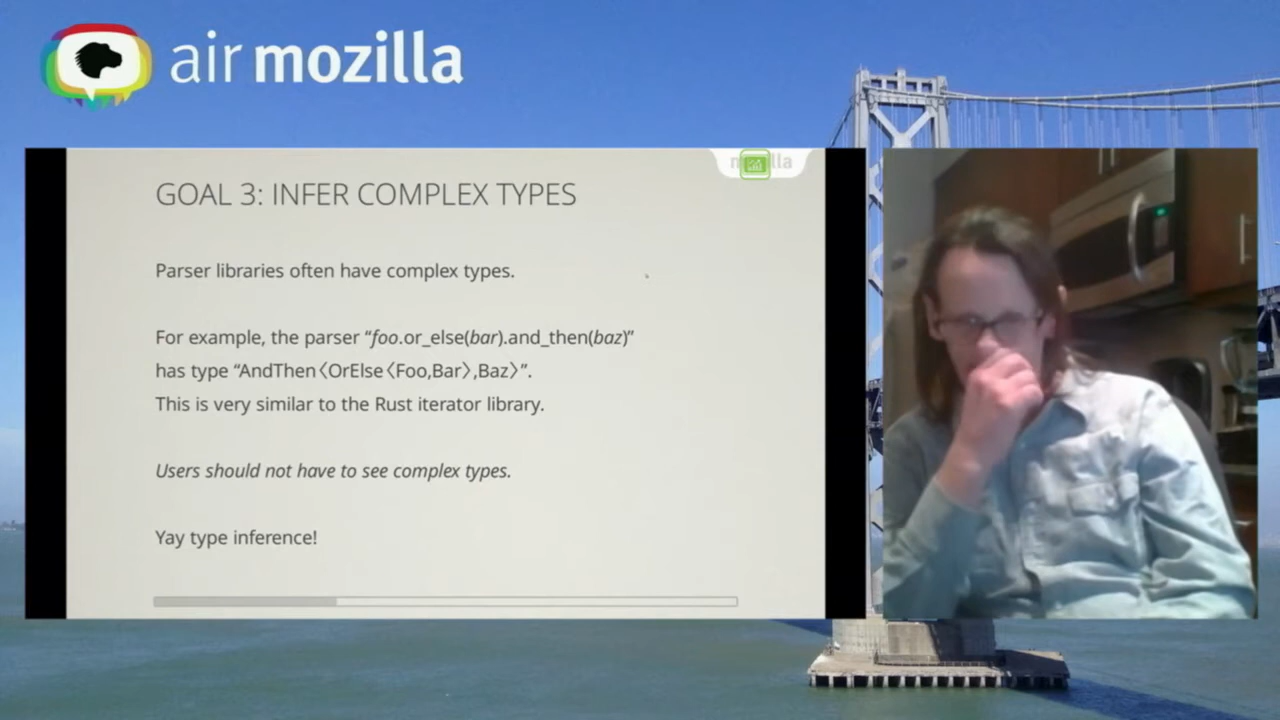 air mozilla
mozilla
GOAL 3: INFER COMPLEX TYPES
Parser libraries often have complex types.
For example, the parser “foo.or_else(bar).and_then(baz)”
has type “AndThen〈OrElse〈Foo,Bar〉,Baz〉”.
This is very similar to the Rust iterator library.
Users should not have to see complex types.
Yay type inference!